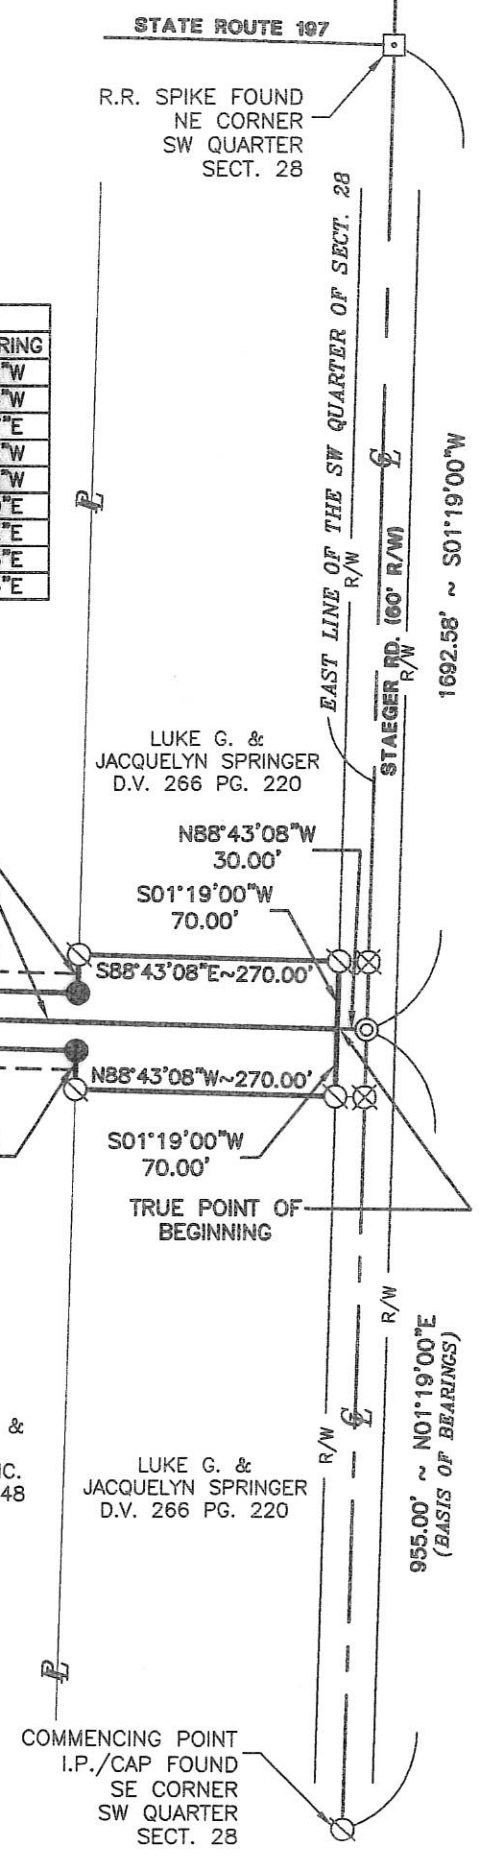 STATE ROUTE 197
R.R. SPIKE FOUND
NE CORNER
SW QUARTER
SECT. 28
EAST LINE OF THE SW QUARTER OF SECT. 28
RING
"W
"W
"E
"W
"W
"E
"E
"E
"E
PL
CL
R/W
STAEGER RD. (60' R/W)
R/W
1692.58' ~ S01°19'00"W
LUKE G. &
JACQUELYN SPRINGER
D.V. 266 PG. 220
N88°43'08"W
30.00'
S01°19'00"W
70.00'
S88°43'08"E~270.00'
N88°43'08"W~270.00'
S01°19'00"W
70.00'
TRUE POINT OF
BEGINNING
R/W
955.00' ~ N01°19'00"E
(BASIS OF BEARINGS)
CL
R/W
&
C.
48
LUKE G. &
JACQUELYN SPRINGER
D.V. 266 PG. 220
PL
COMMENCING POINT
I.P./CAP FOUND
SE CORNER
SW QUARTER
SECT. 28